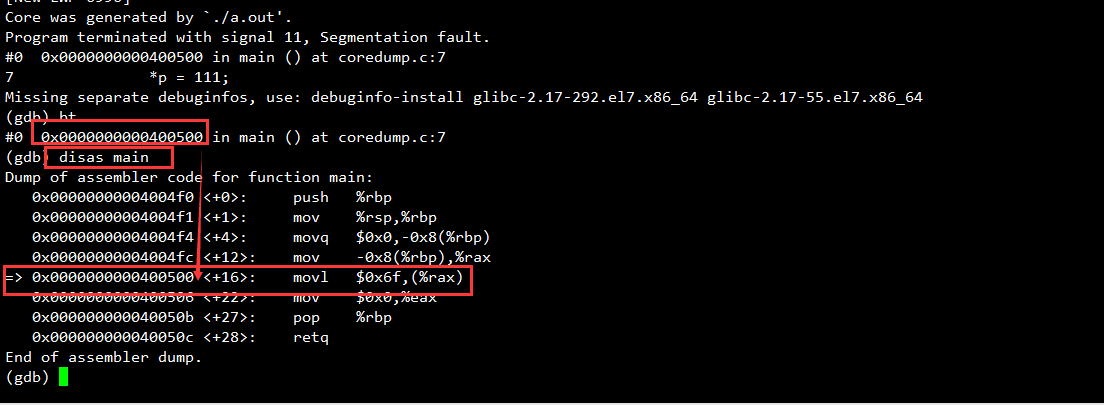 [New LWP 6990]
Core was generated by `./a.out'.
Program terminated with signal 11, Segmentation fault.
#0  0x0000000000400500 in main () at coredump.c:7
7               *p = 111;
Missing separate debuginfos, use: debuginfo-install glibc-2.17-292.el7.x86_64 glibc-2.17-55.el7.x86_64
(gdb) bt
#0  0x0000000000400500 in main () at coredump.c:7
(gdb) disas main
Dump of assembler code for function main:
   0x00000000004004f0 <+0>:     push   %rbp
   0x00000000004004f1 <+1>:     mov    %rsp,%rbp
   0x00000000004004f4 <+4>:     movq   $0x0,-0x8(%rbp)
   0x00000000004004fc <+12>:    mov    -0x8(%rbp),%rax
=> 0x0000000000400500 <+16>:    movl   $0x6f,(%rax)
   0x0000000000400506 <+22>:    mov    $0x0,%eax
   0x000000000040050b <+27>:    pop    %rbp
   0x000000000040050c <+28>:    retq
End of assembler dump.
(gdb)